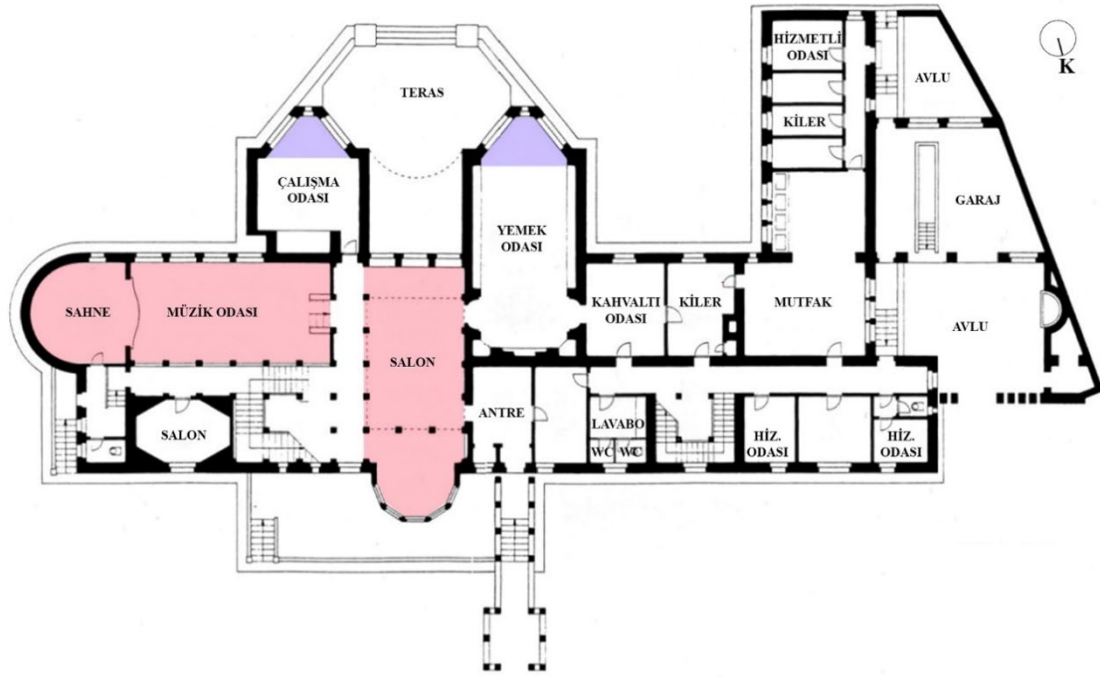 HİZMETLİ
ODASI
AVLU
K
TERAS
KİLER
ÇALIŞMA
ODASI
YEMEK
ODASI
GARAJ
SAHNE
MÜZİK ODASI
KAHVALTI
ODASI
KİLER
MUTFAK
AVLU
SALON
ANTRE
SALON
LAVABO
WC
WC
HİZ.
ODASI
HİZ.
ODASI